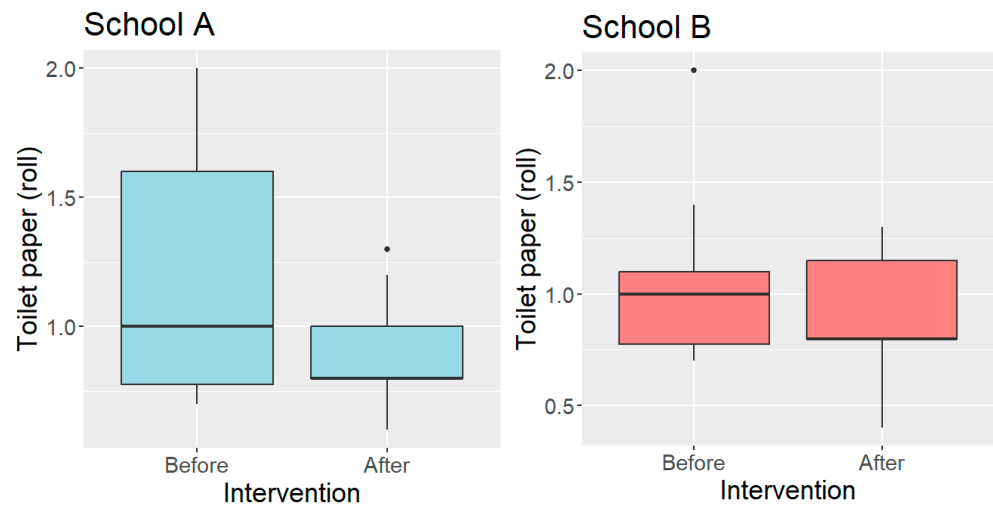 School A
Toilet paper (roll)
2.0
1.5
1.0
Before
After
Intervention
School B
Toilet paper (roll)
2.0
1.5
1.0
0.5
Before
After
Intervention